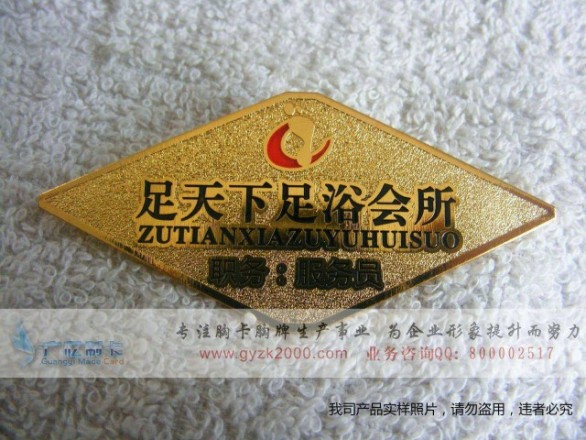 足天下足浴会所
ZUTIANXIAZUYUHUISUO
职务：服务员
专注胸卡胸牌生产事业 为企业形象提升而努力
www.gyzk2000.com 业务咨询QQ: 800002517
我司产品实样照片，请勿盗用，违者必究